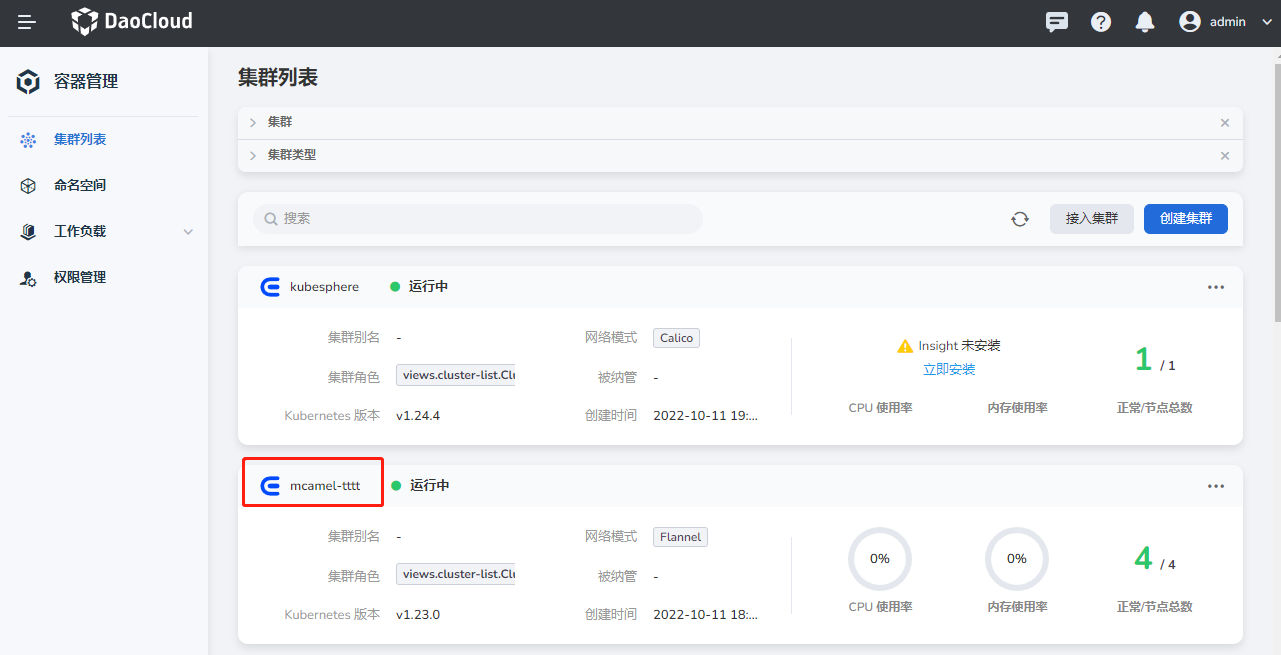 DaoCloud
admin
容器管理
集群列表
命名空间
工作负载
权限管理
集群列表
集群
集群类型
搜索
接入集群
创建集群
kubesphere
运行中
集群别名 -
网络模式 Calico
集群角色 views.cluster-list.Clu
被纳管 -
Kubernetes 版本 v1.24.4
创建时间 2022-10-11 19:...
Insight 未安装
立即安装
CPU 使用率
内存使用率
1 / 1
正常/节点总数
mcamel-tttt
运行中
集群别名 -
网络模式 Flannel
集群角色 views.cluster-list.Clu
被纳管 -
Kubernetes 版本 v1.23.0
创建时间 2022-10-11 18:...
0%
CPU 使用率
0%
内存使用率
4 / 4
正常/节点总数